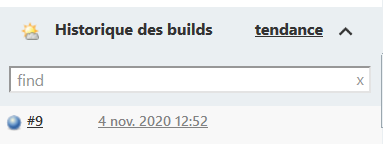 Historique des builds tendance
find x
#9 4 nov. 2020 12:52